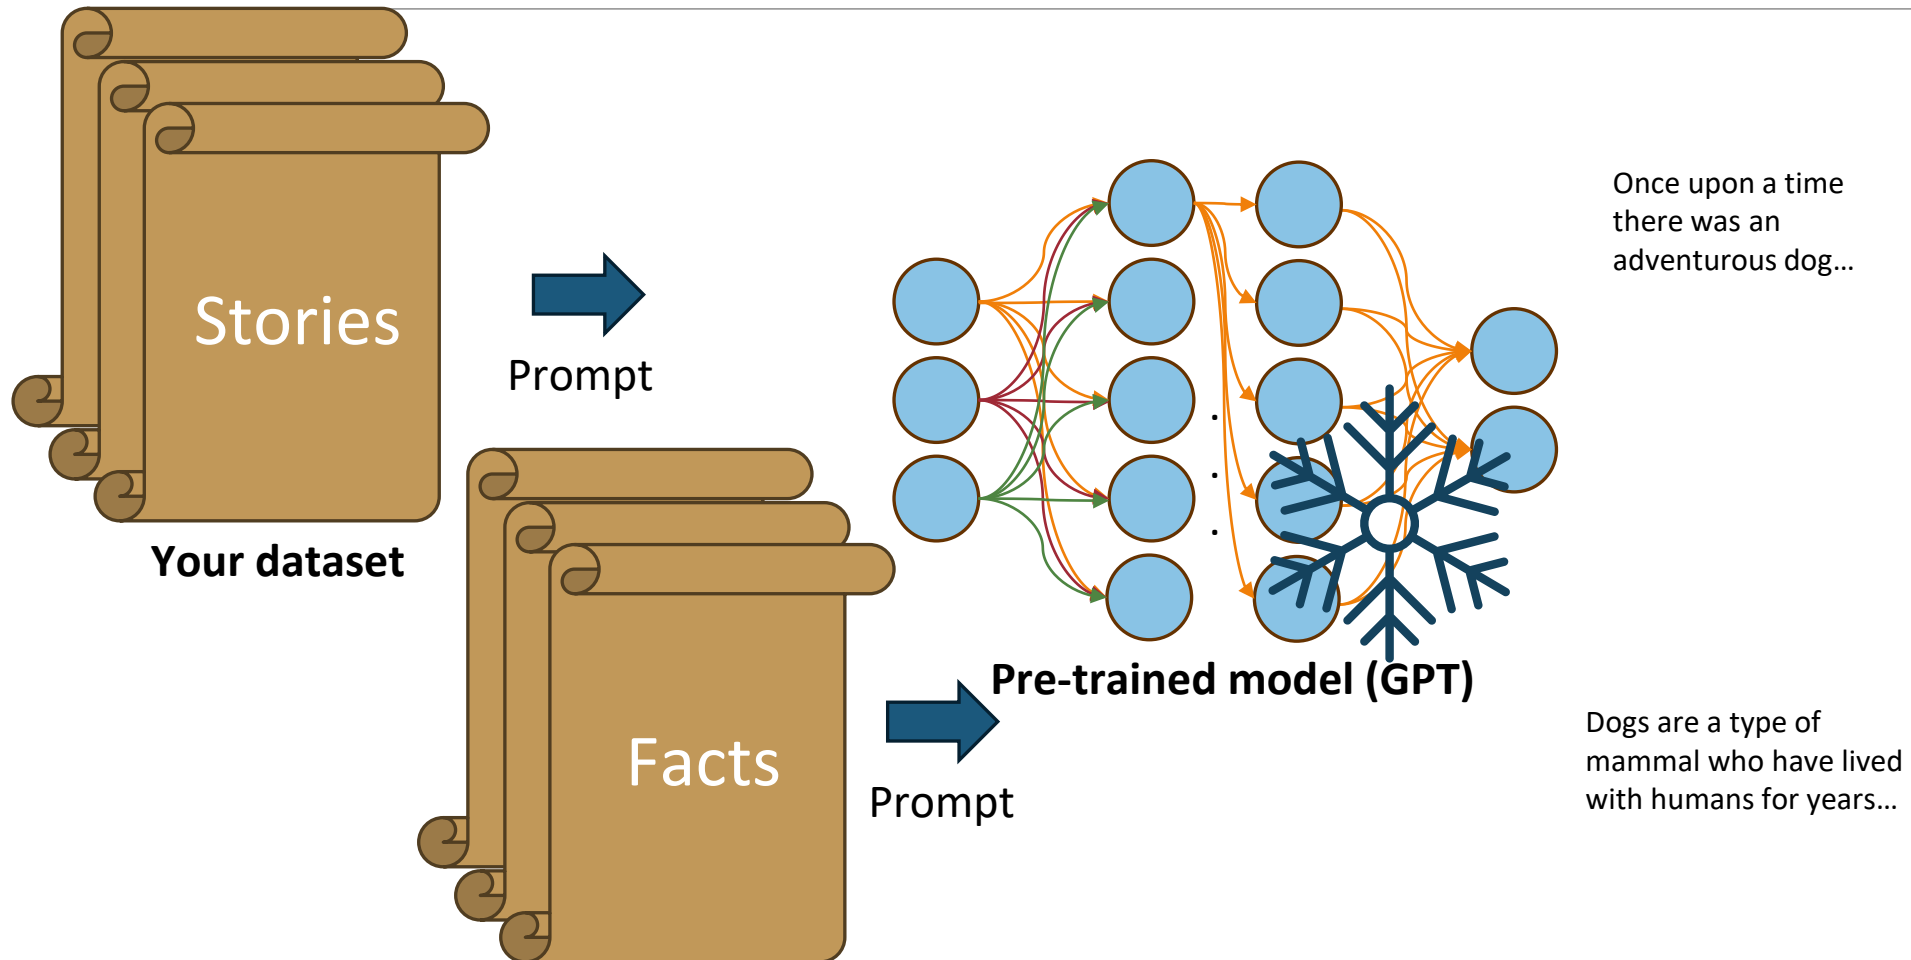 Stories
Prompt
Your dataset
Once upon a time
there was an
adventurous dog…
.
.
.
Pre-trained model (GPT)
Facts
Prompt
Dogs are a type of
mammal who have lived
with humans for years…